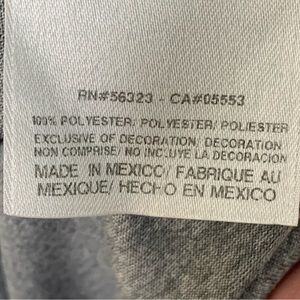 RN#56323 - CA#05553
100% POLYESTER/ POLYESTER/ POLIESTER
EXCLUSIVE OF DECORATION/ DECORATION
NON COMPRISE/ NO INCLUYE LA DECORACION
MADE IN MEXICO/ FABRIQUE AU
MEXIQUE/ HECHO EN MEXICO